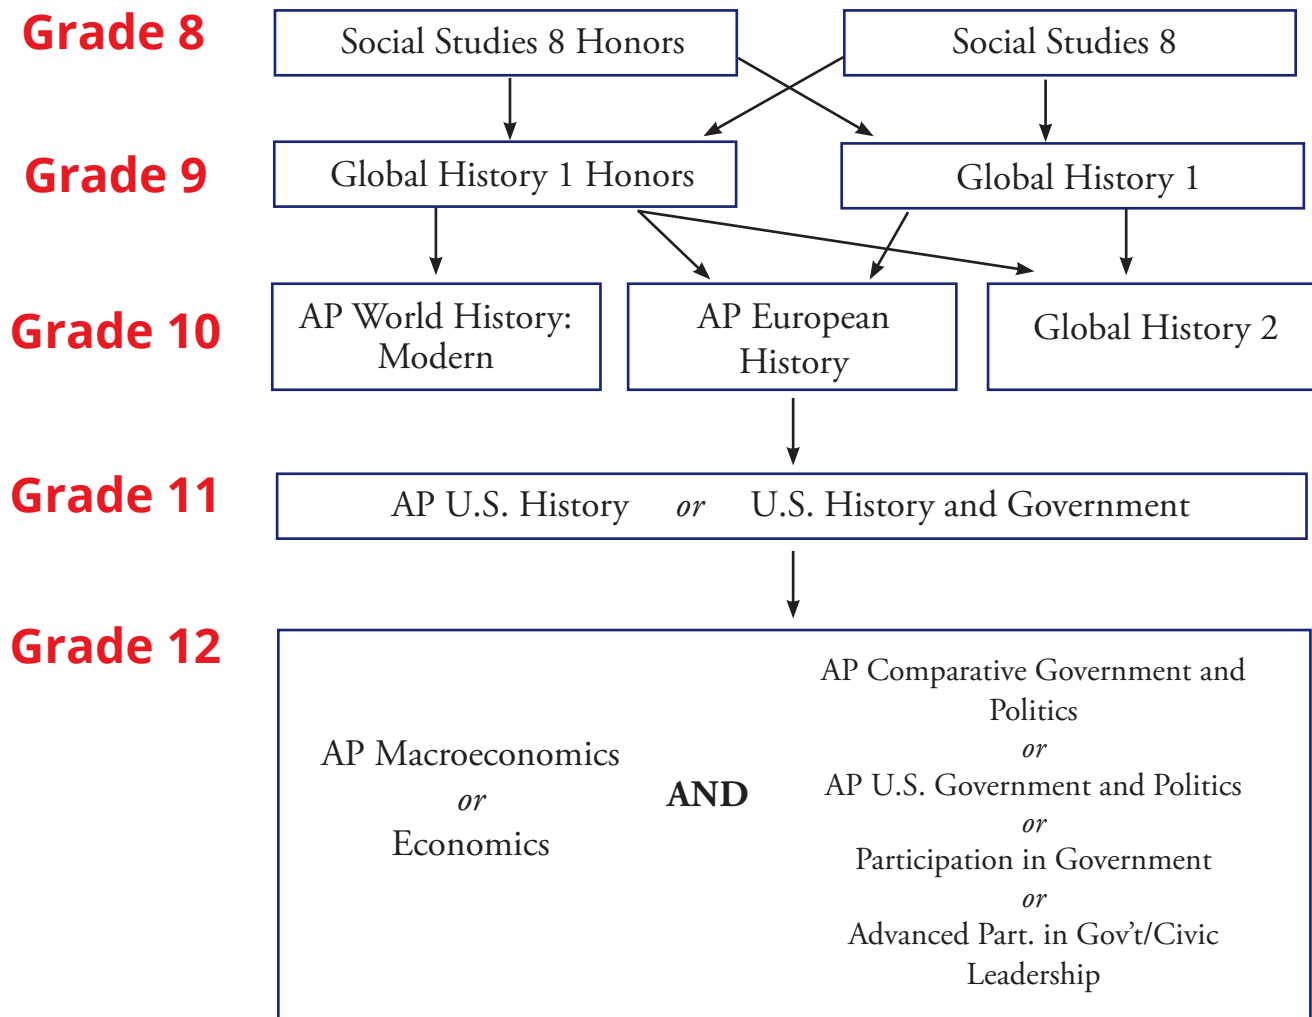 Grade 8
Social Studies 8 Honors
Social Studies 8
Grade 9
Global History 1 Honors
Global History 1
Grade 10
AP World History:
Modern
AP European
History
Global History 2
Grade 11
AP U.S. History or U.S. History and Government
Grade 12
AP Macroeconomics
or
Economics
AND
AP Comparative Government and
Politics
or
AP U.S. Government and Politics
or
Participation in Government
or
Advanced Part. in Gov't/Civic
Leadership